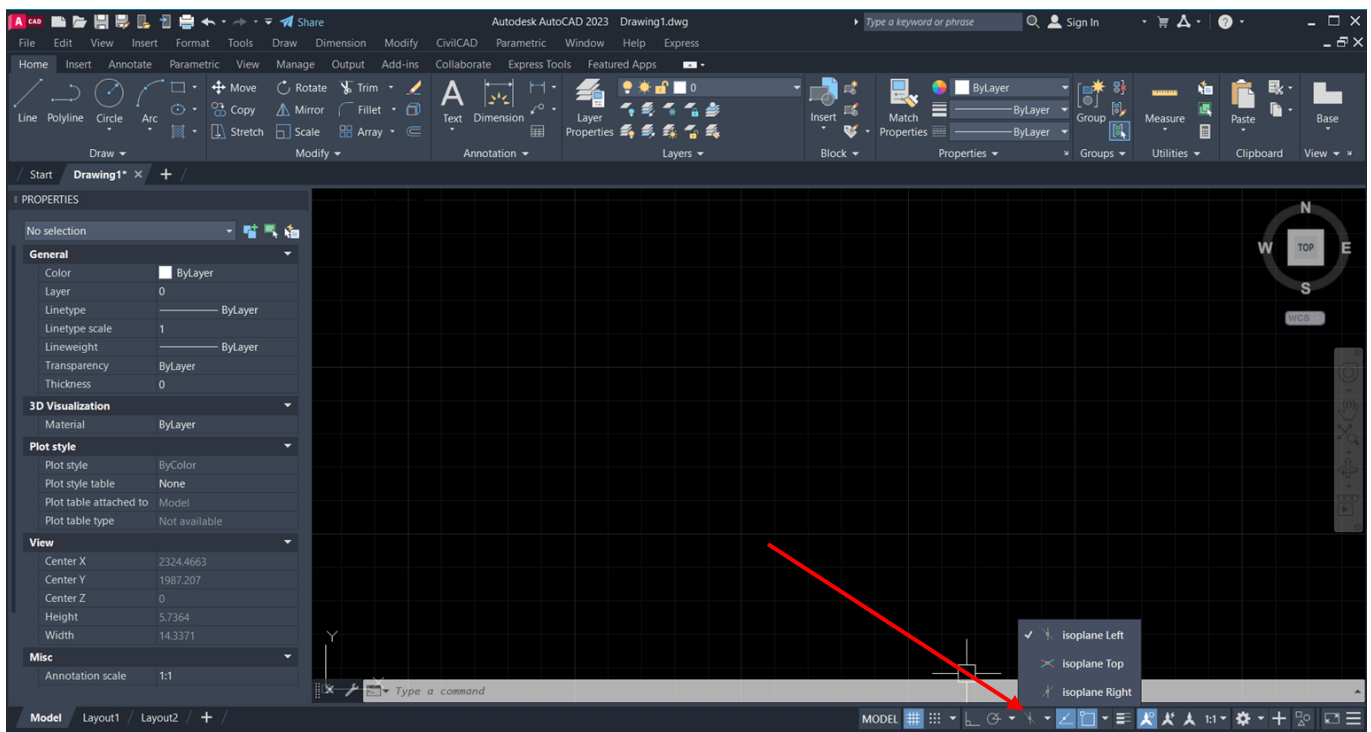 A CAD Share Autodesk AutoCAD 2023 Drawing1.dwg Type a keyword or phrase Sign In
File Edit View Insert Format Tools Draw Dimension Modify CivilCAD Parametric Window Help Express
Home Insert Annotate Parametric View Manage Output Add-ins Collaborate Express Tools Featured Apps
Move Rotate Trim 0 ByLayer
Line Polyline Circle Arc Copy Mirror Fillet Text Dimension Layer Properties Insert Match Properties ByLayer Group Measure Paste Base
Stretch Scale Array ByLayer
Draw Modify Annotation Layers Block Properties Groups Utilities Clipboard View
Start Drawing1*
PROPERTIES
No selection
General
Color ByLayer
Layer 0
Linetype ByLayer
Linetype scale 1
Lineweight ByLayer
Transparency ByLayer
Thickness 0
3D Visualization
Material ByLayer
Plot style
Plot style ByColor
Plot style table None
Plot table attached to Model
Plot table type Not available
View
Center X 2324.4663
Center Y 1987.207
Center Z 0
Height 5.7364
Width 14.3371
Misc
Annotation scale 1:1
N
W TOP E
S
WCS
Y
X
isoplane Left
isoplane Top
isoplane Right
Type a command
Model Layout1 Layout2 MODEL 1:1